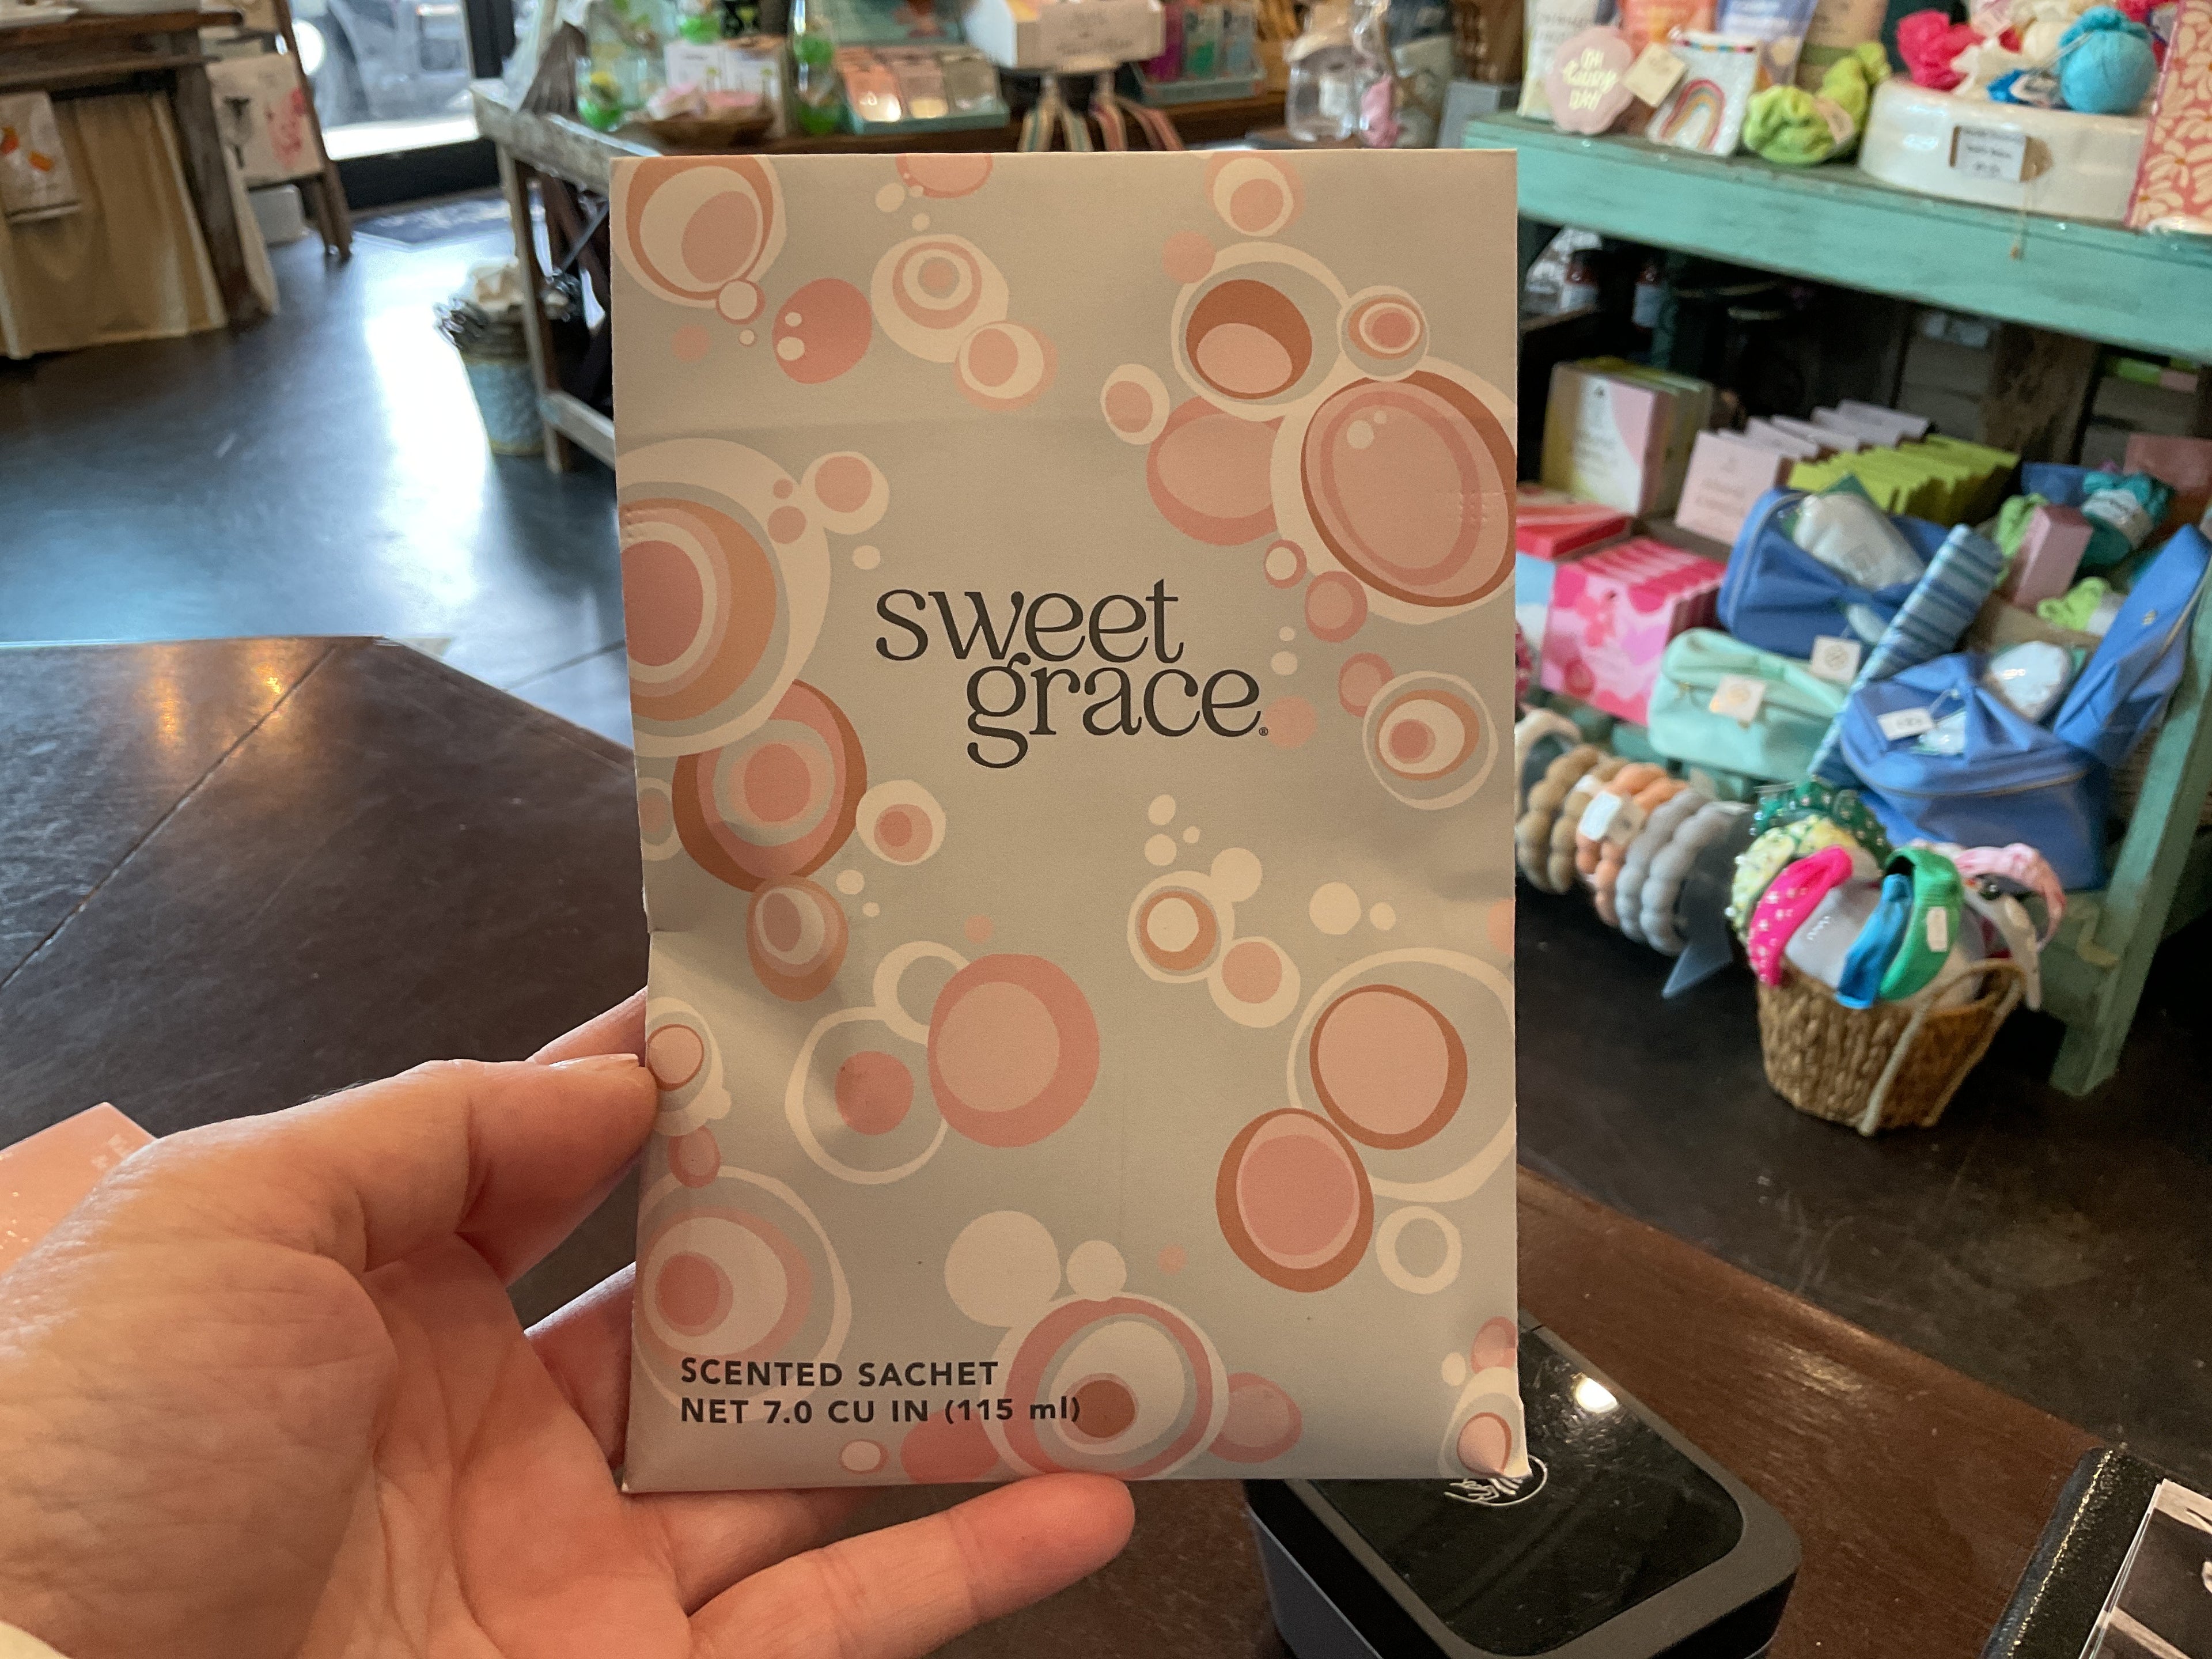 sweet
grace®
SCENTED SACHET
NET 7.0 CU IN (115 ml)